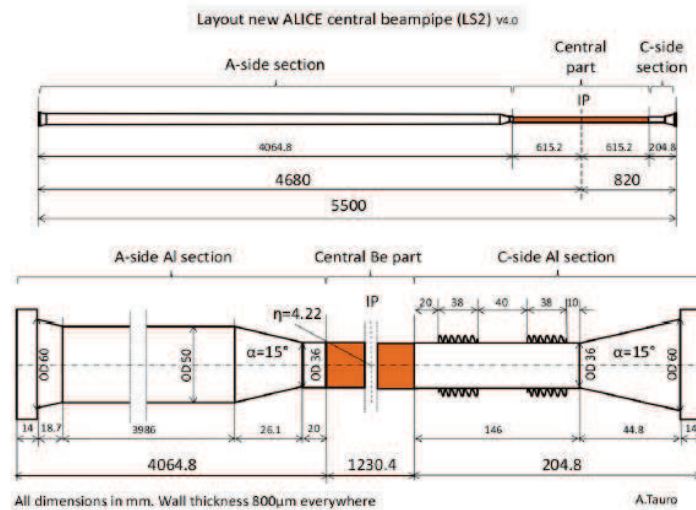 Layout new ALICE central beampipe (LS2) V4.0
A-side section
Central part
C-side section
IP
4064.8
615.2
615.2
204.8
4680
820
5500
A-side Al section
Central Be part
C-side Al section
IP
η=4.22
20
38
40
38
10
OD 60
OD 50
α=15°
OD 36
OD 36
α=15°
OD 60
14
18.7
3986
26.1
20
146
44.8
14
4064.8
1230.4
204.8
All dimensions in mm. Wall thickness 800μm everywhere
A.Tauro